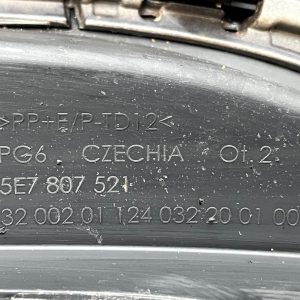 >PP+E/P-TD12<
PG6 CZECHIA Ot.2
5E7 807 521
32 002 01 124 032 20 01 00